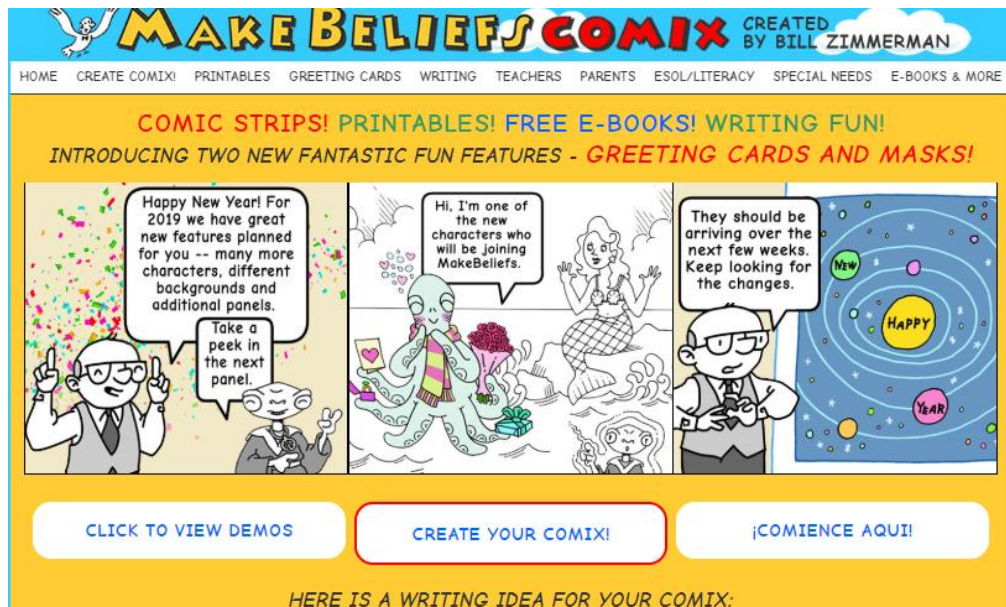 MAKE BELIEFS COMIX CREATED
BY BILL ZIMMERMAN
HOME CREATE COMIX! PRINTABLES GREETING CARDS WRITING TEACHERS PARENTS ESOL/LITERACY SPECIAL NEEDS E-BOOKS & MORE
COMIC STRIPS! PRINTABLES! FREE E-BOOKS! WRITING FUN!
INTRODUCING TWO NEW FANTASTIC FUN FEATURES - GREETING CARDS AND MASKS!
Happy New Year! For
2019 we have great
new features planned
for you -- many more
characters, different
backgrounds and
additional panels.
Take a
peek in
the next
panel.
Hi, I'm one of
the new
characters who
will be joining
MakeBeliefs.
They should be
arriving over the
next few weeks.
Keep looking for
the changes.
NEW
HAPPY
YEAR
CLICK TO VIEW DEMOS
CREATE YOUR COMIX!
¡COMIENCE AQUI!
HERE IS A WRITING IDEA FOR YOUR COMIX: